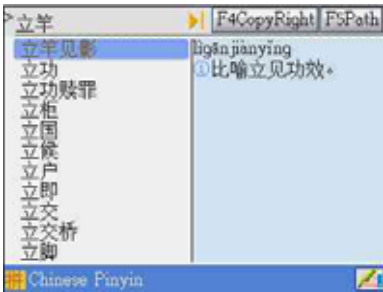 >立竿 F4CopyRight F5Path
立竿见影
立功
立功赎罪
立柜
立国
立候
立户
立即
立交
立交桥
立脚
lìgānjiànyǐng
①比喻立见功效。
Chinese Pinyin